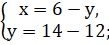 x = 6 – y,
y = 14 – 12;